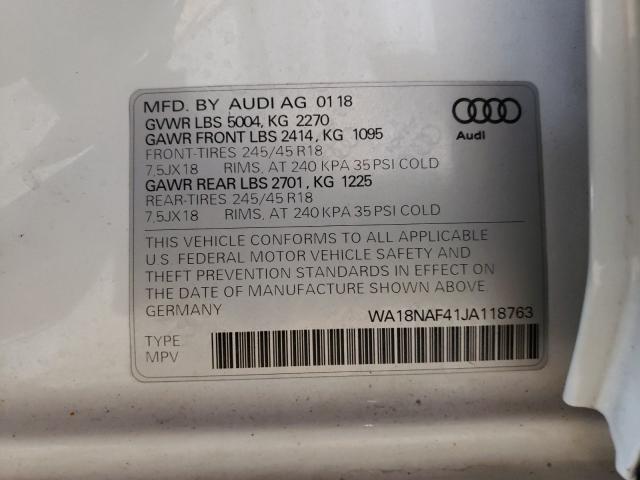 MFD. BY AUDI AG 01 18
GVWR LBS 5004, KG 2270
GAWR FRONT LBS 2414, KG 1095
FRONT-TIRES 245/45 R18
7,5JX18 RIMS, AT 240 KPA 35 PSI COLD
GAWR REAR LBS 2701, KG 1225
REAR-TIRES 245/45 R18
7,5JX18 RIMS, AT 240 KPA 35 PSI COLD
Audi
THIS VEHICLE CONFORMS TO ALL APPLICABLE
U.S. FEDERAL MOTOR VEHICLE SAFETY AND
THEFT PREVENTION STANDARDS IN EFFECT ON
THE DATE OF MANUFACTURE SHOWN ABOVE
GERMANY WA18NAF41JA118763
TYPE
MPV